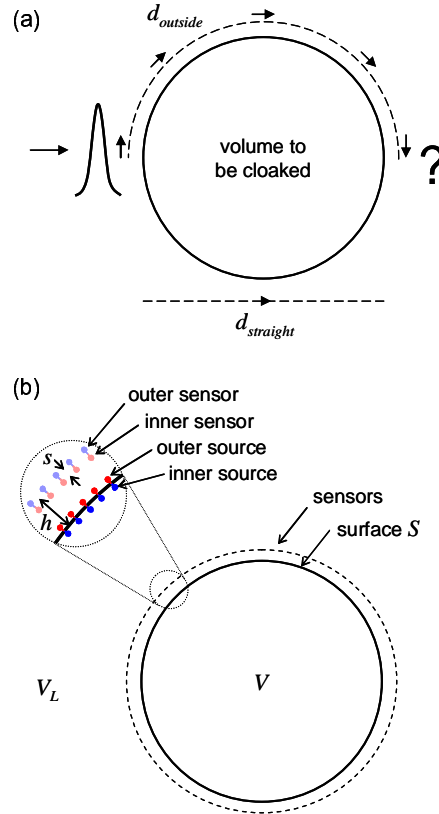 (a)
d_outside
volume to
be cloaked
?
d_straight
(b)
outer sensor
inner sensor
outer source
inner source
s
h
sensors
surface S
V
V_L